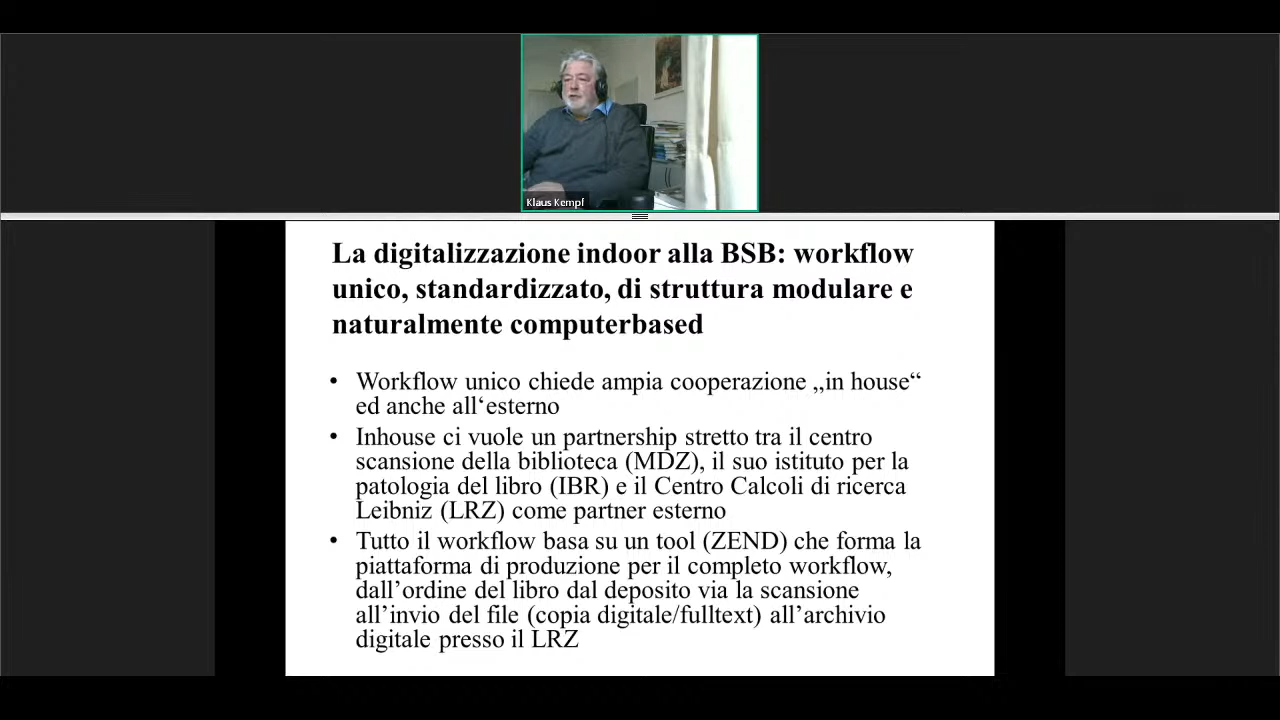 Klaus Kempf
La digitalizzazione indoor alla BSB: workflow
unico, standardizzato, di struttura modulare e
naturalmente computerbased
• Workflow unico chiede ampia cooperazione „in house“
ed anche all‘esterno
• Inhouse ci vuole un partnership stretto tra il centro
scansione della biblioteca (MDZ), il suo istituto per la
patologia del libro (IBR) e il Centro Calcoli di ricerca
Leibniz (LRZ) come partner esterno
• Tutto il workflow basa su un tool (ZEND) che forma la
piattaforma di produzione per il completo workflow,
dall’ordine del libro dal deposito via la scansione
all’invio del file (copia digitale/fulltext) all’archivio
digitale presso il LRZ